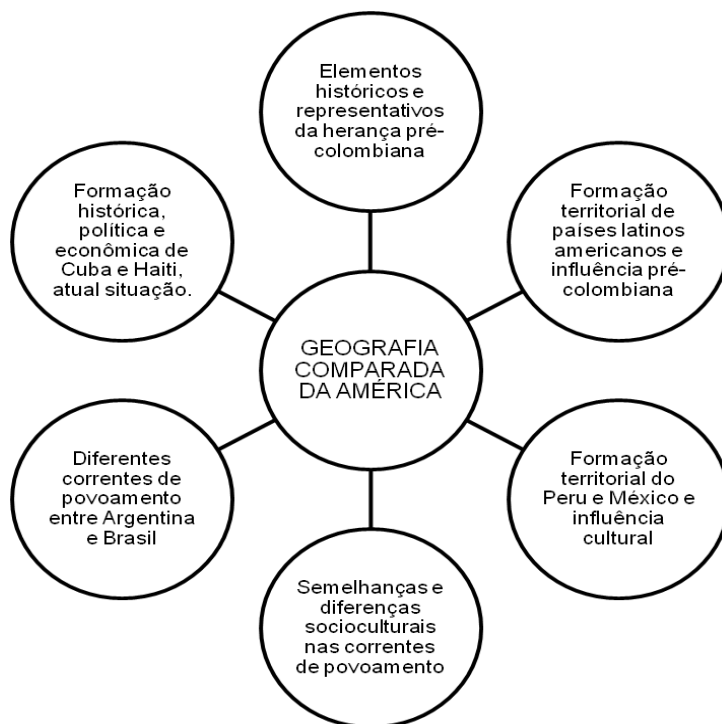 Elementos
históricos e
representativos
da herança pré-
colombiana
Formação
territorial de
países latinos
americanos e
influência pré-
colombiana
Formação
territorial do
Peru e México e
influência
cultural
Semelhanças e
diferenças
socioculturais
nas correntes
de povoamento
Diferentes
correntes de
povoamento
entre Argentina
e Brasil
Formação
histórica,
política e
econômica de
Cuba e Haiti,
atual situação.
GEOGRAFIA
COMPARADA
DA AMÉRICA